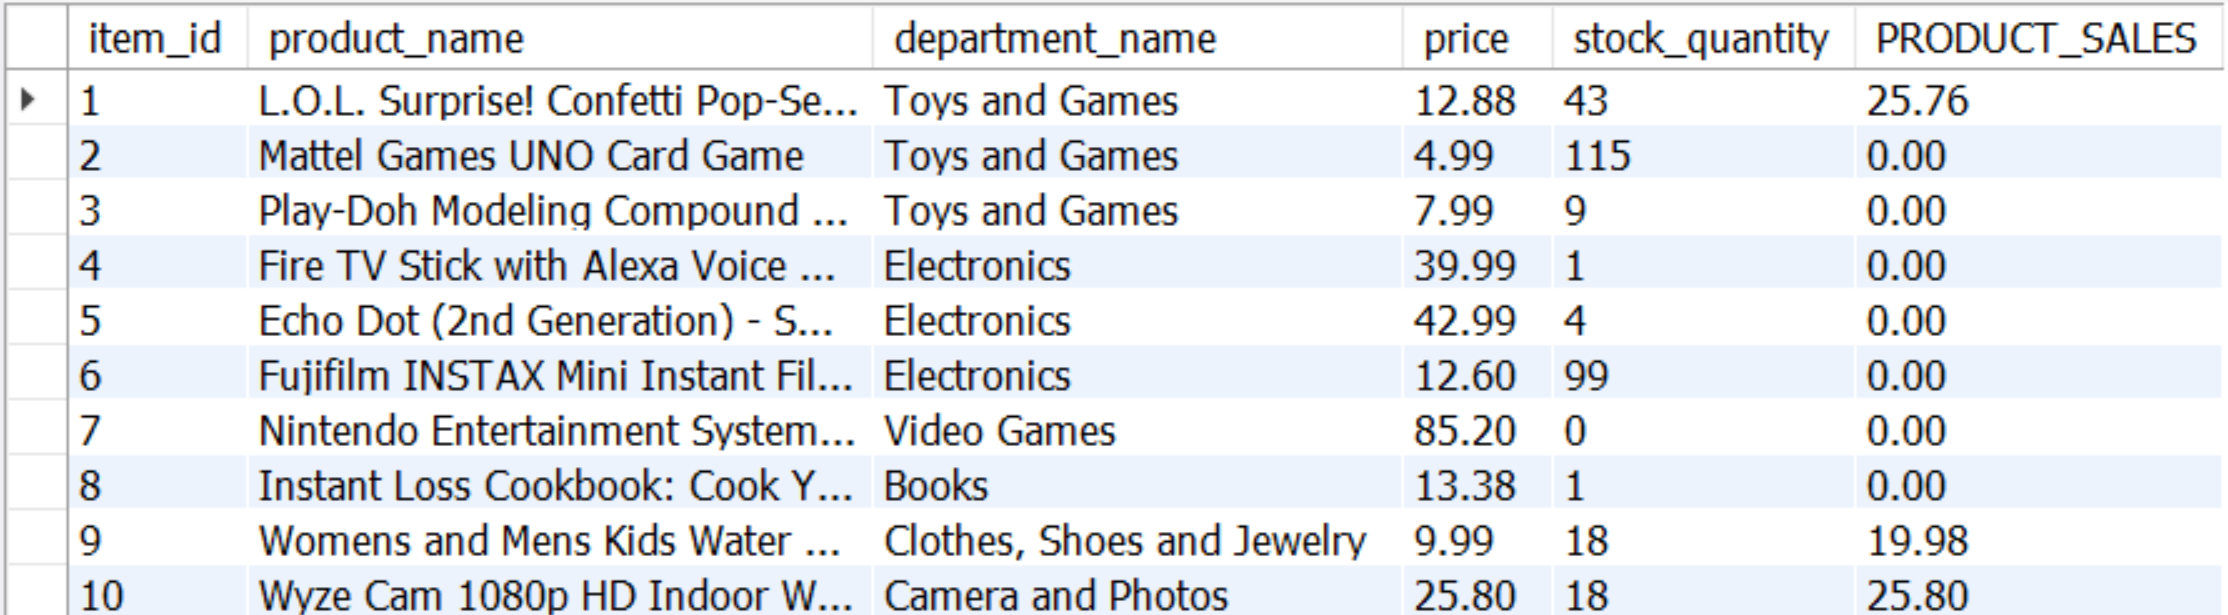 item_id product_name department_name price stock_quantity PRODUCT_SALES
1 L.O.L. Surprise! Confetti Pop-Se... Toys and Games 12.88 43 25.76
2 Mattel Games UNO Card Game Toys and Games 4.99 115 0.00
3 Play-Doh Modeling Compound ... Toys and Games 7.99 9 0.00
4 Fire TV Stick with Alexa Voice ... Electronics 39.99 1 0.00
5 Echo Dot (2nd Generation) - S... Electronics 42.99 4 0.00
6 Fujifilm INSTAX Mini Instant Fil... Electronics 12.60 99 0.00
7 Nintendo Entertainment System... Video Games 85.20 0 0.00
8 Instant Loss Cookbook: Cook Y... Books 13.38 1 0.00
9 Womens and Mens Kids Water ... Clothes, Shoes and Jewelry 9.99 18 19.98
10 Wyze Cam 1080p HD Indoor W... Camera and Photos 25.80 18 25.80